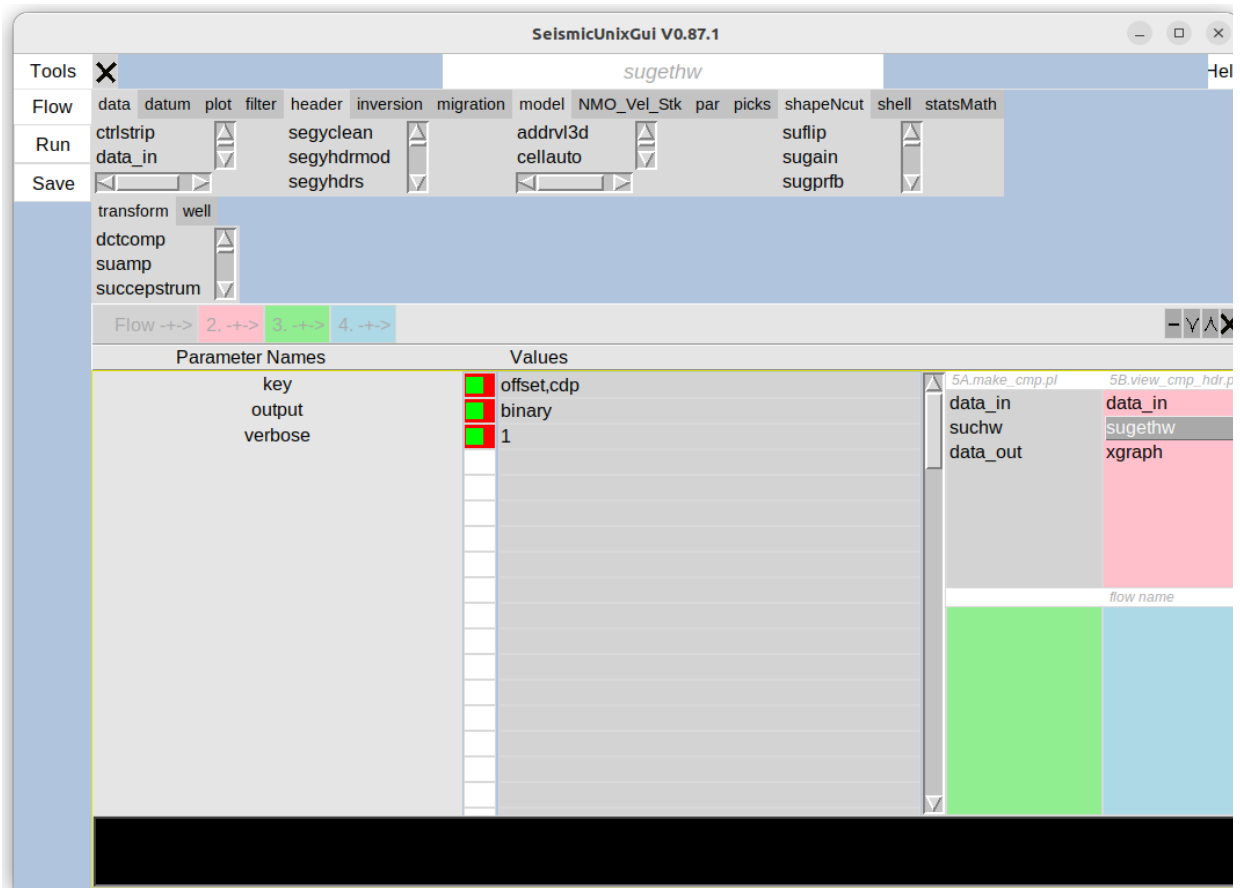 SeismicUnixGui V0.87.1
Tools sugethw Hel
Flow data datum plot filter header inversion migration model NMO_Vel_Stk par picks shapeNcut shell statsMath
Run
Save
ctrlstrip segyclean addrvl3d suflip
data_in segyhdrmod cellauto sugain
segyhdrs sugprfb
transform well
dctcomp
suamp
succepstrum
Flow -+-> 2. -+-> 3. -+-> 4. -+->
Parameter Names Values
key offset,cdp
output binary
verbose 1
5A.make_cmp.pl 5B.view_cmp_hdr.p
data_in data_in
suchw sugethw
data_out xgraph
flow name